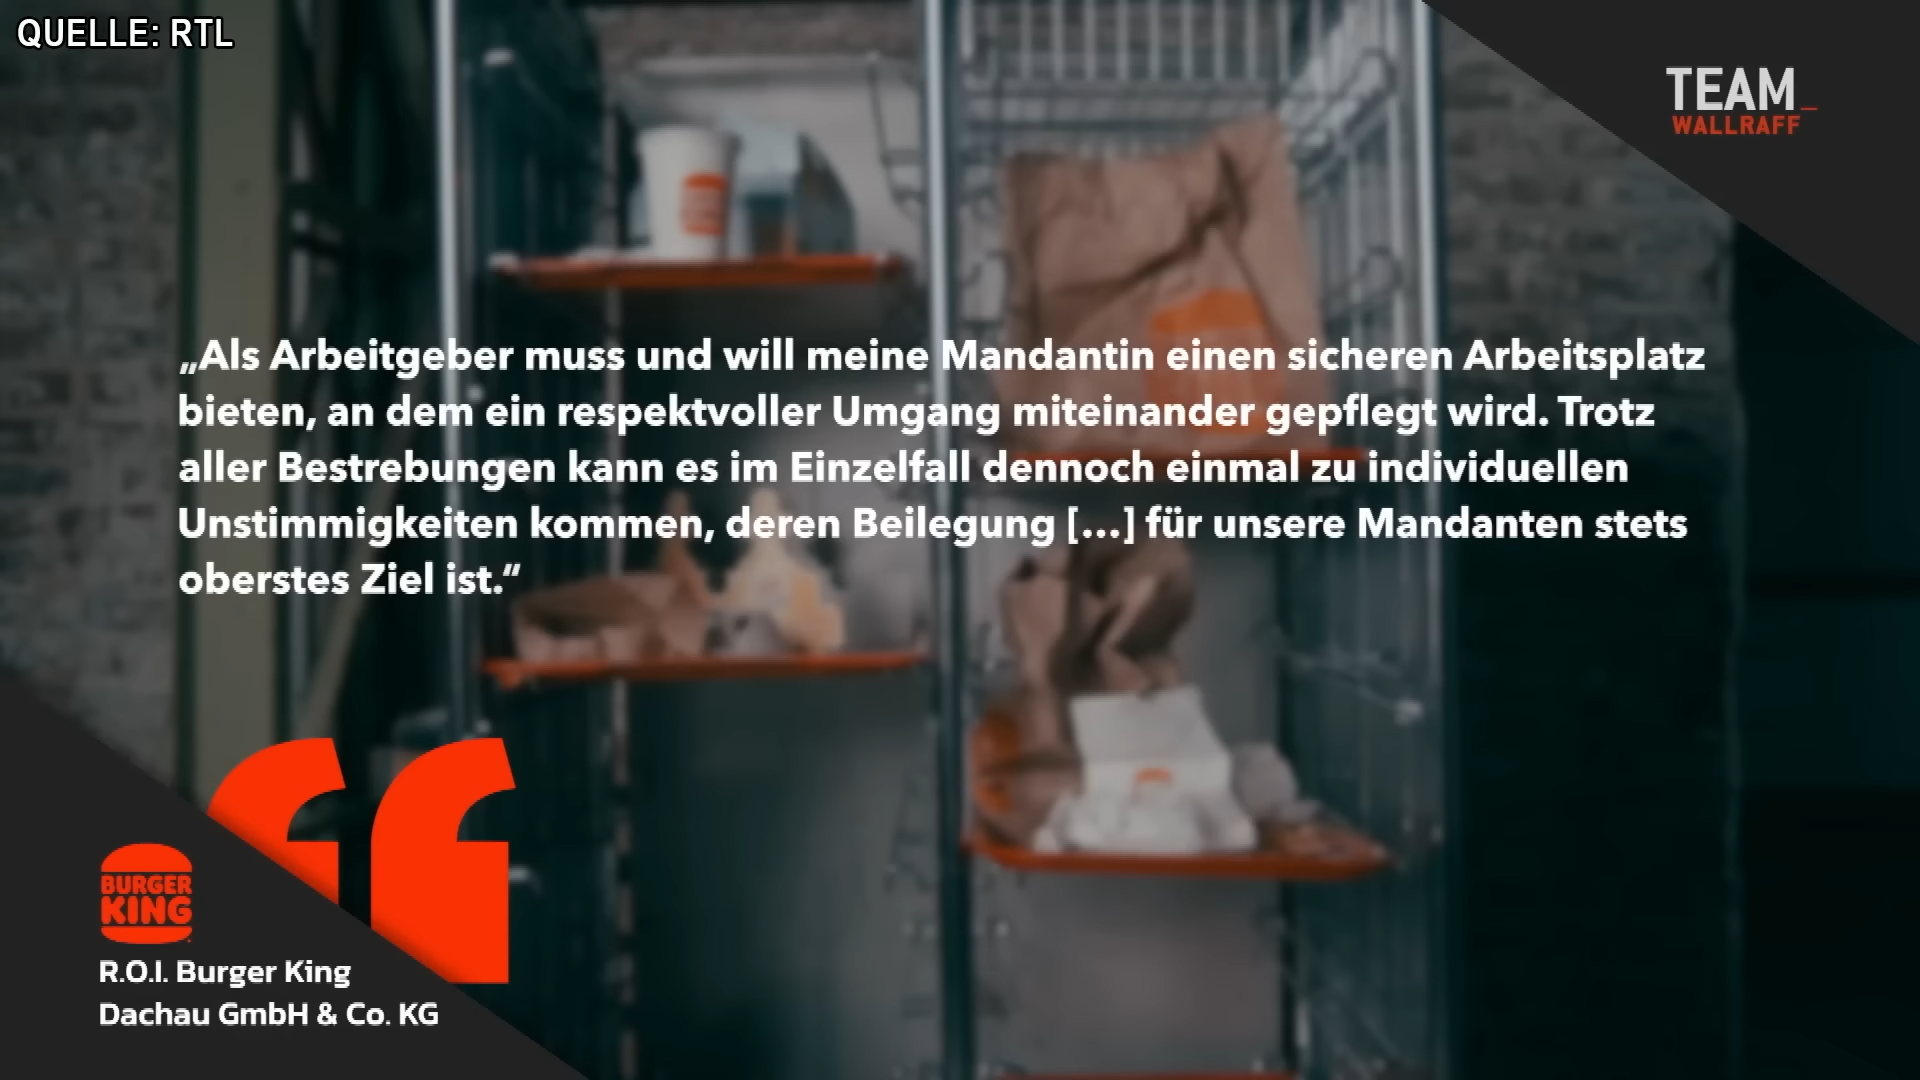 QUELLE: RTL
TEAM_
WALLRAFF
„Als Arbeitgeber muss und will meine Mandantin einen sicheren Arbeitsplatz
bieten, an dem ein respektvoller Umgang miteinander gepflegt wird. Trotz
aller Bestrebungen kann es im Einzelfall dennoch einmal zu individuellen
Unstimmigkeiten kommen, deren Beilegung [...] für unsere Mandanten stets
oberstes Ziel ist.“
BURGER
KING
R.O.I. Burger King
Dachau GmbH & Co. KG